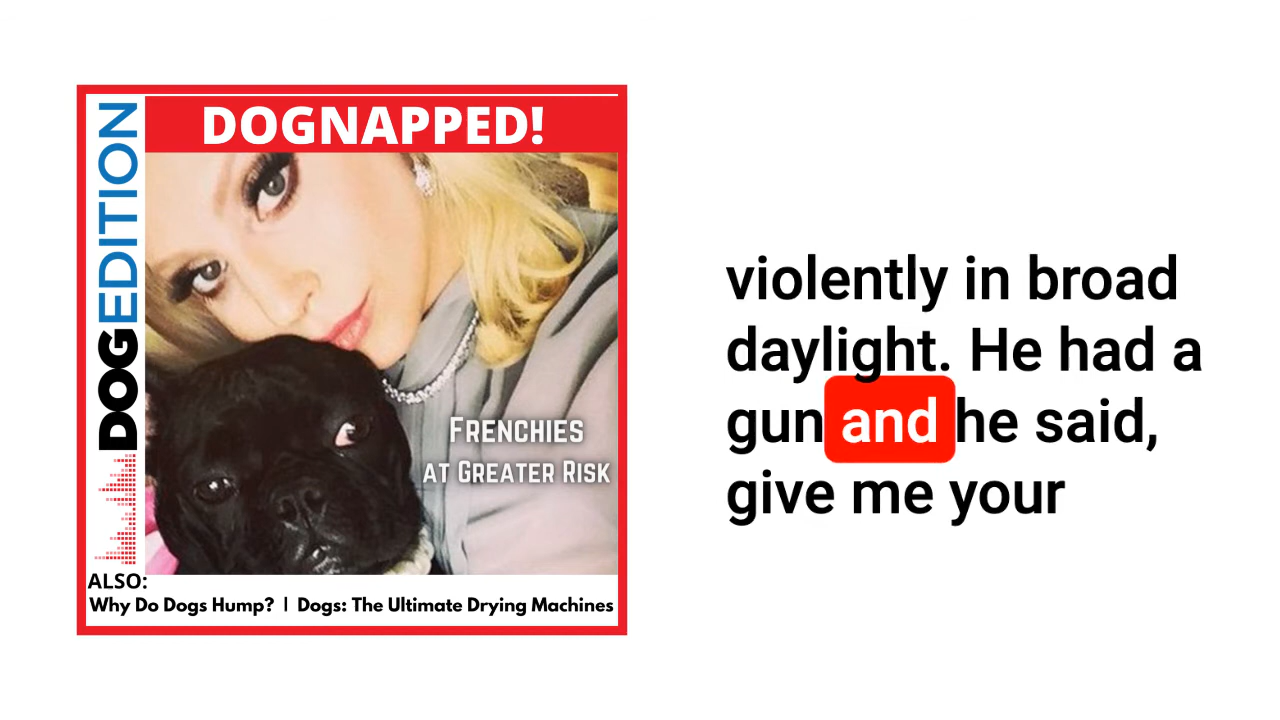 DOGNAPPED!
DOGEDITION
FRENCHIES
AT GREATER RISK
ALSO:
Why Do Dogs Hump? | Dogs: The Ultimate Drying Machines
violently in broad
daylight. He had a
gun and he said,
give me your